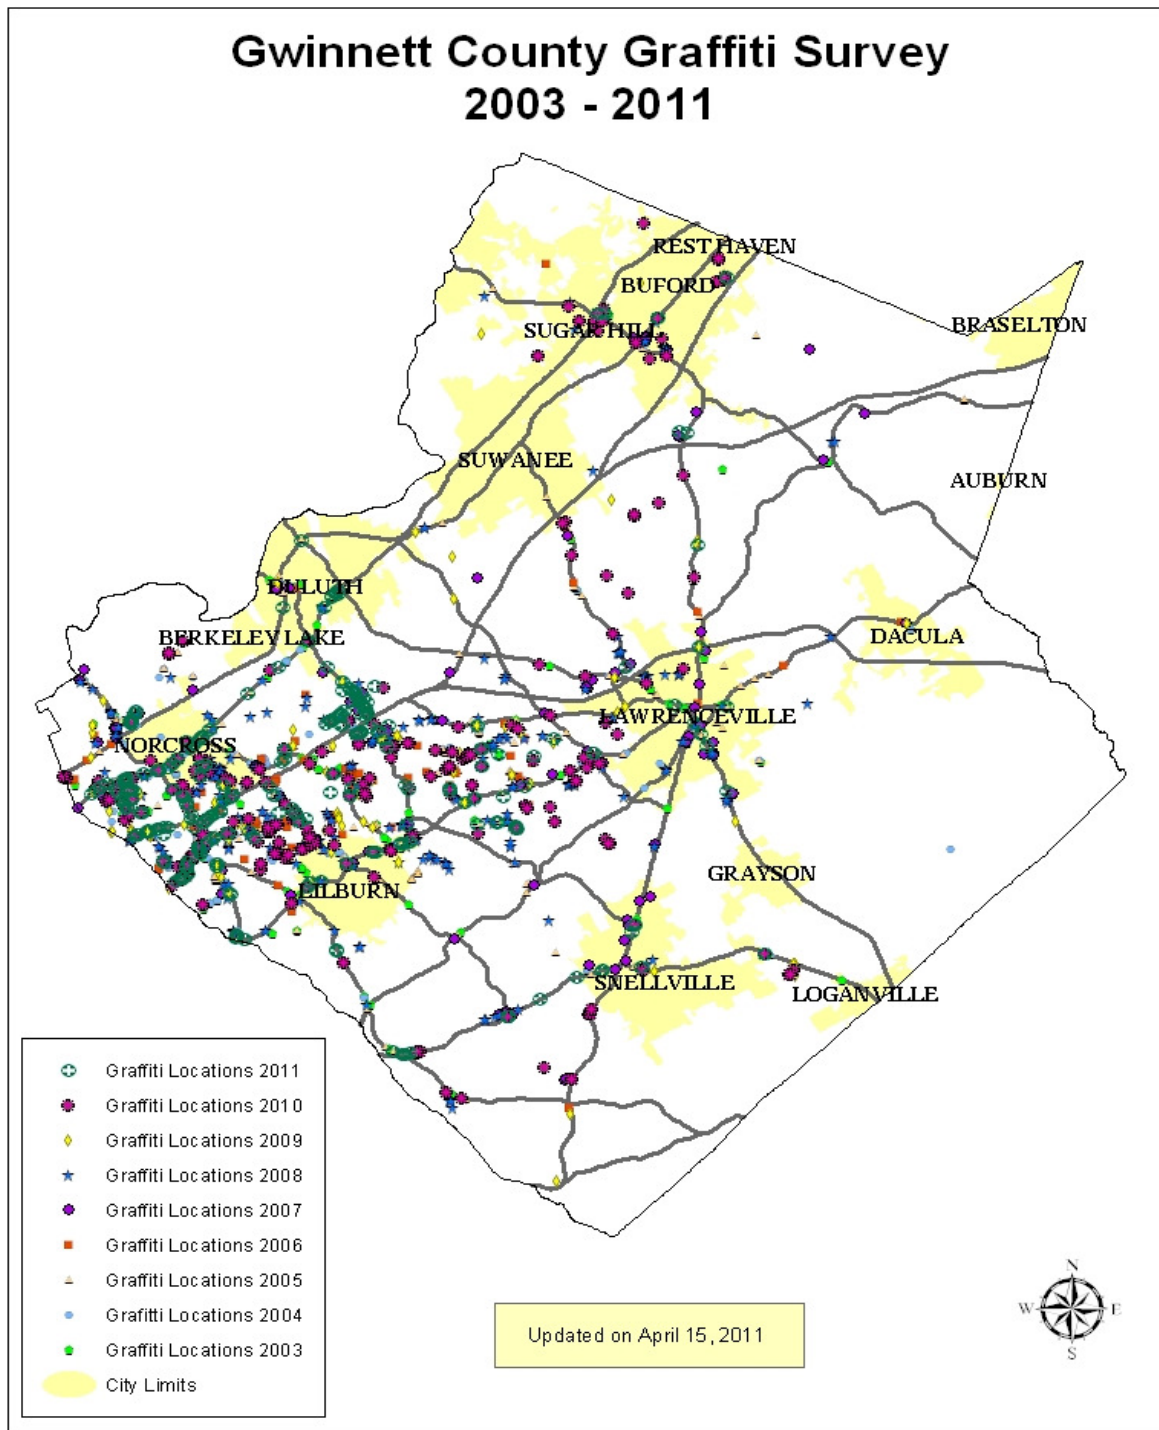 Gwinnett County Graffiti Survey
2003 - 2011
REST HAVEN
BUFORD
SUGAR HILL
BRASELTON
SUWANEE
AUBURN
DULUTH
BERKELEY LAKE
DACULA
LAWRENCEVILLE
NORCROSS
GRAYSON
LILBURN
SNELLVILLE
LOGANVILLE
Graffiti Locations 2011
Graffiti Locations 2010
Graffiti Locations 2009
Graffiti Locations 2008
Graffiti Locations 2007
Graffiti Locations 2006
Graffiti Locations 2005
Grafitti Locations 2004
Graffiti Locations 2003
City Limits
Updated on April 15, 2011
N
W E
S